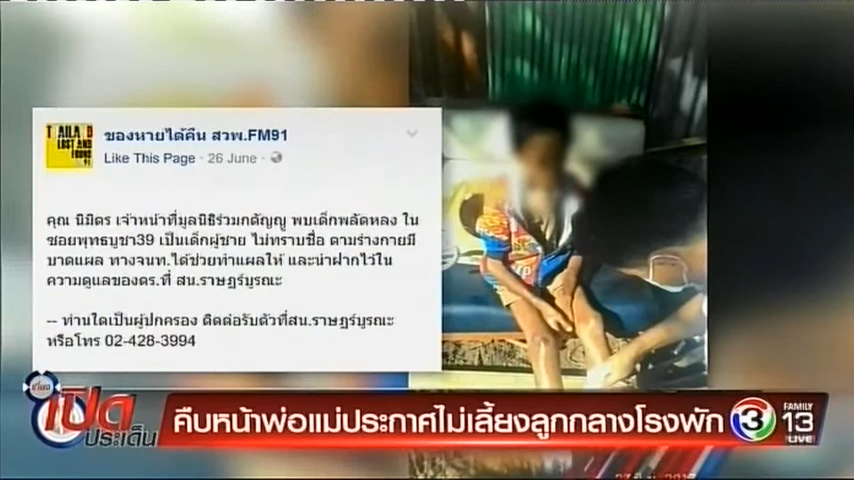 THAILAND
LOST AND
FOUND
91
ของหายได้คืน สวพ.FM91
Like This Page · 26 June ·
คุณ นิมิตร เจ้าหน้าที่มูลนิธิร่วมกตัญญู พบเด็กพลัดหลง ใน
ซอยพุทธบูชา39 เป็นเด็กผู้ชาย ไม่ทราบชื่อ ตามร่างกายมี
บาดแผล ทางจนท.ได้ช่วยทำแผลให้ และนำฝากไว้ใน
ความดูแลของตร.ที่ สน.ราษฎร์บูรณะ
-- ท่านใดเป็นผู้ปกครอง ติดต่อรับตัวที่สน.ราษฎร์บูรณะ
หรือโทร 02-428-3994
เที่ยง
เปิด
ประเด็น
คืบหน้าพ่อแม่ประกาศไม่เลี้ยงลูกกลางโรงพัก
3
FAMILY
13
LIVE